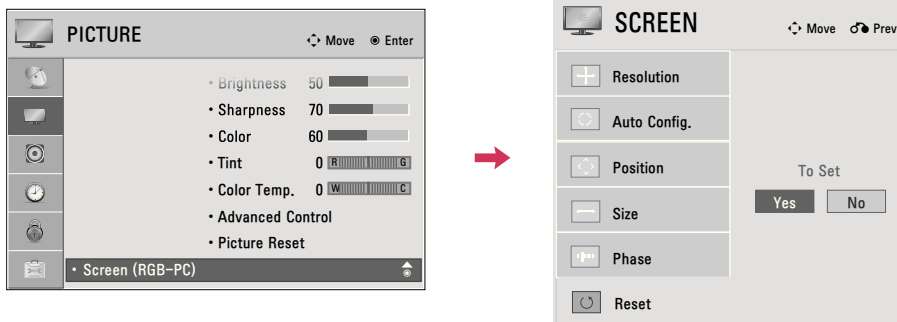 PICTURE
Move Enter
• Brightness 50
• Sharpness 70
• Color 60
• Tint 0 R G
• Color Temp. 0 W C
• Advanced Control
• Picture Reset
• Screen (RGB-PC)
SCREEN
Move Prev
Resolution
Auto Config.
Position
Size
Phase
Reset
To Set
Yes No